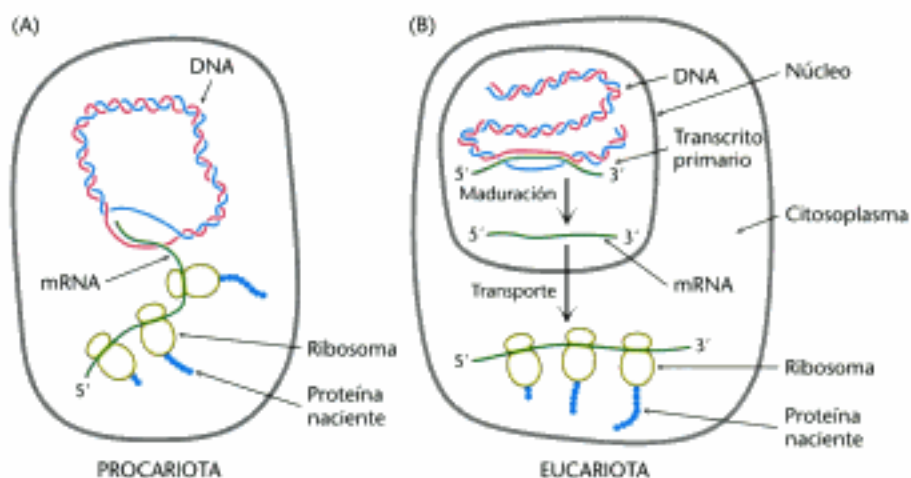 (A)
DNA
mRNA
Ribosoma
5´
Proteína
naciente
PROCARIOTA
(B)
DNA
Núcleo
Transcrito
primario
5´
3´
Maduración
Citosoplasma
5´
3´
mRNA
Transporte
5´
3´
Ribosoma
Proteína
naciente
EUCARIOTA